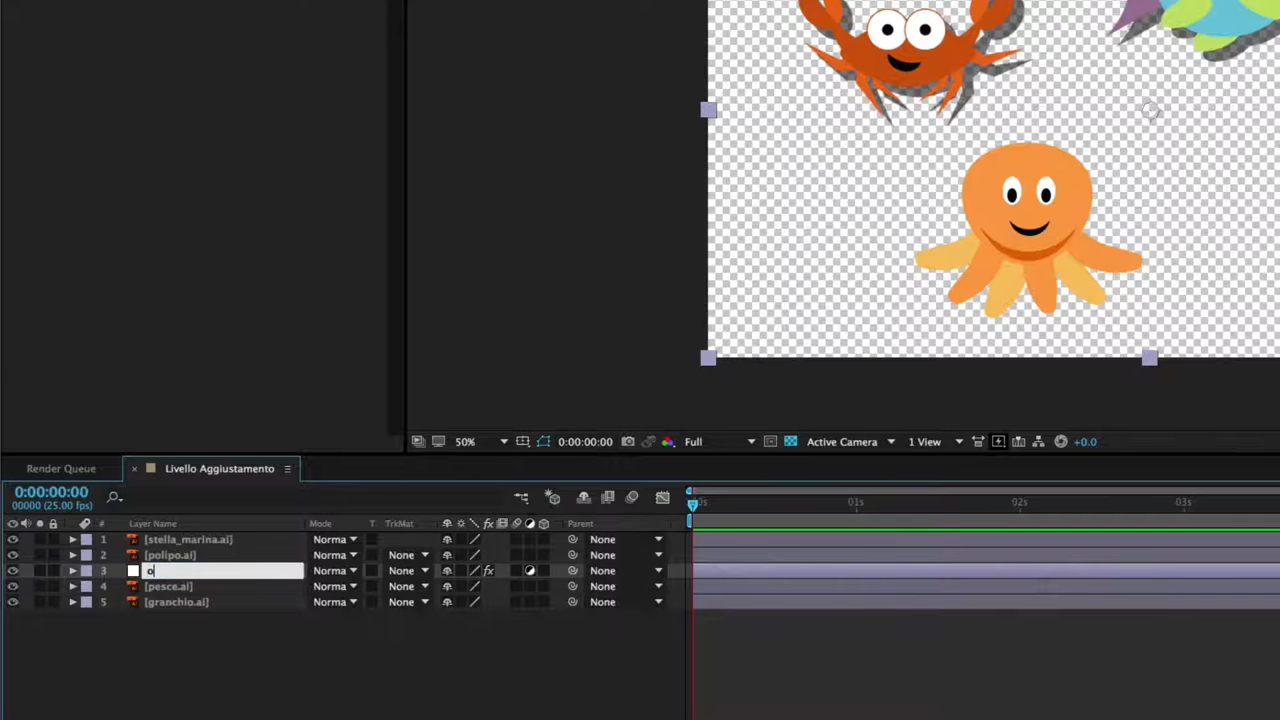 50% 0:00:00:00 Full Active Camera 1 View +0.0
Render Queue × Livello Aggiustamento
0:00:00:00
00000 (25.00 fps)
0s 01s 02s 03s
# Layer Name Mode T TrkMat Parent
1 [stella_marina.ai] Norma None
2 [polipo.ai] Norma None None
3 o Norma None fx None
4 [pesce.ai] Norma None None
5 [granchio.ai] Norma None None